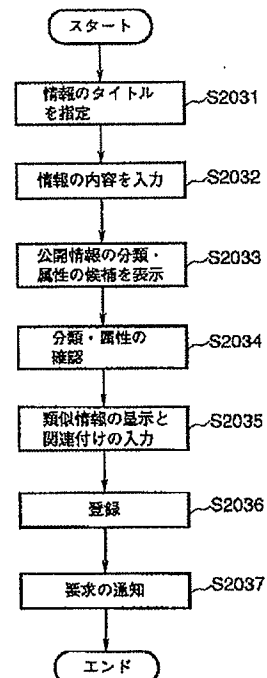 スタート
情報のタイトル
を指定
S2031
情報の内容を入力
S2032
公開情報の分類・
属性の候補を表示
S2033
分類・属性の
確認
S2034
類似情報の显示と
関連付けの入力
S2035
登録
S2036
要求の通知
S2037
エンド